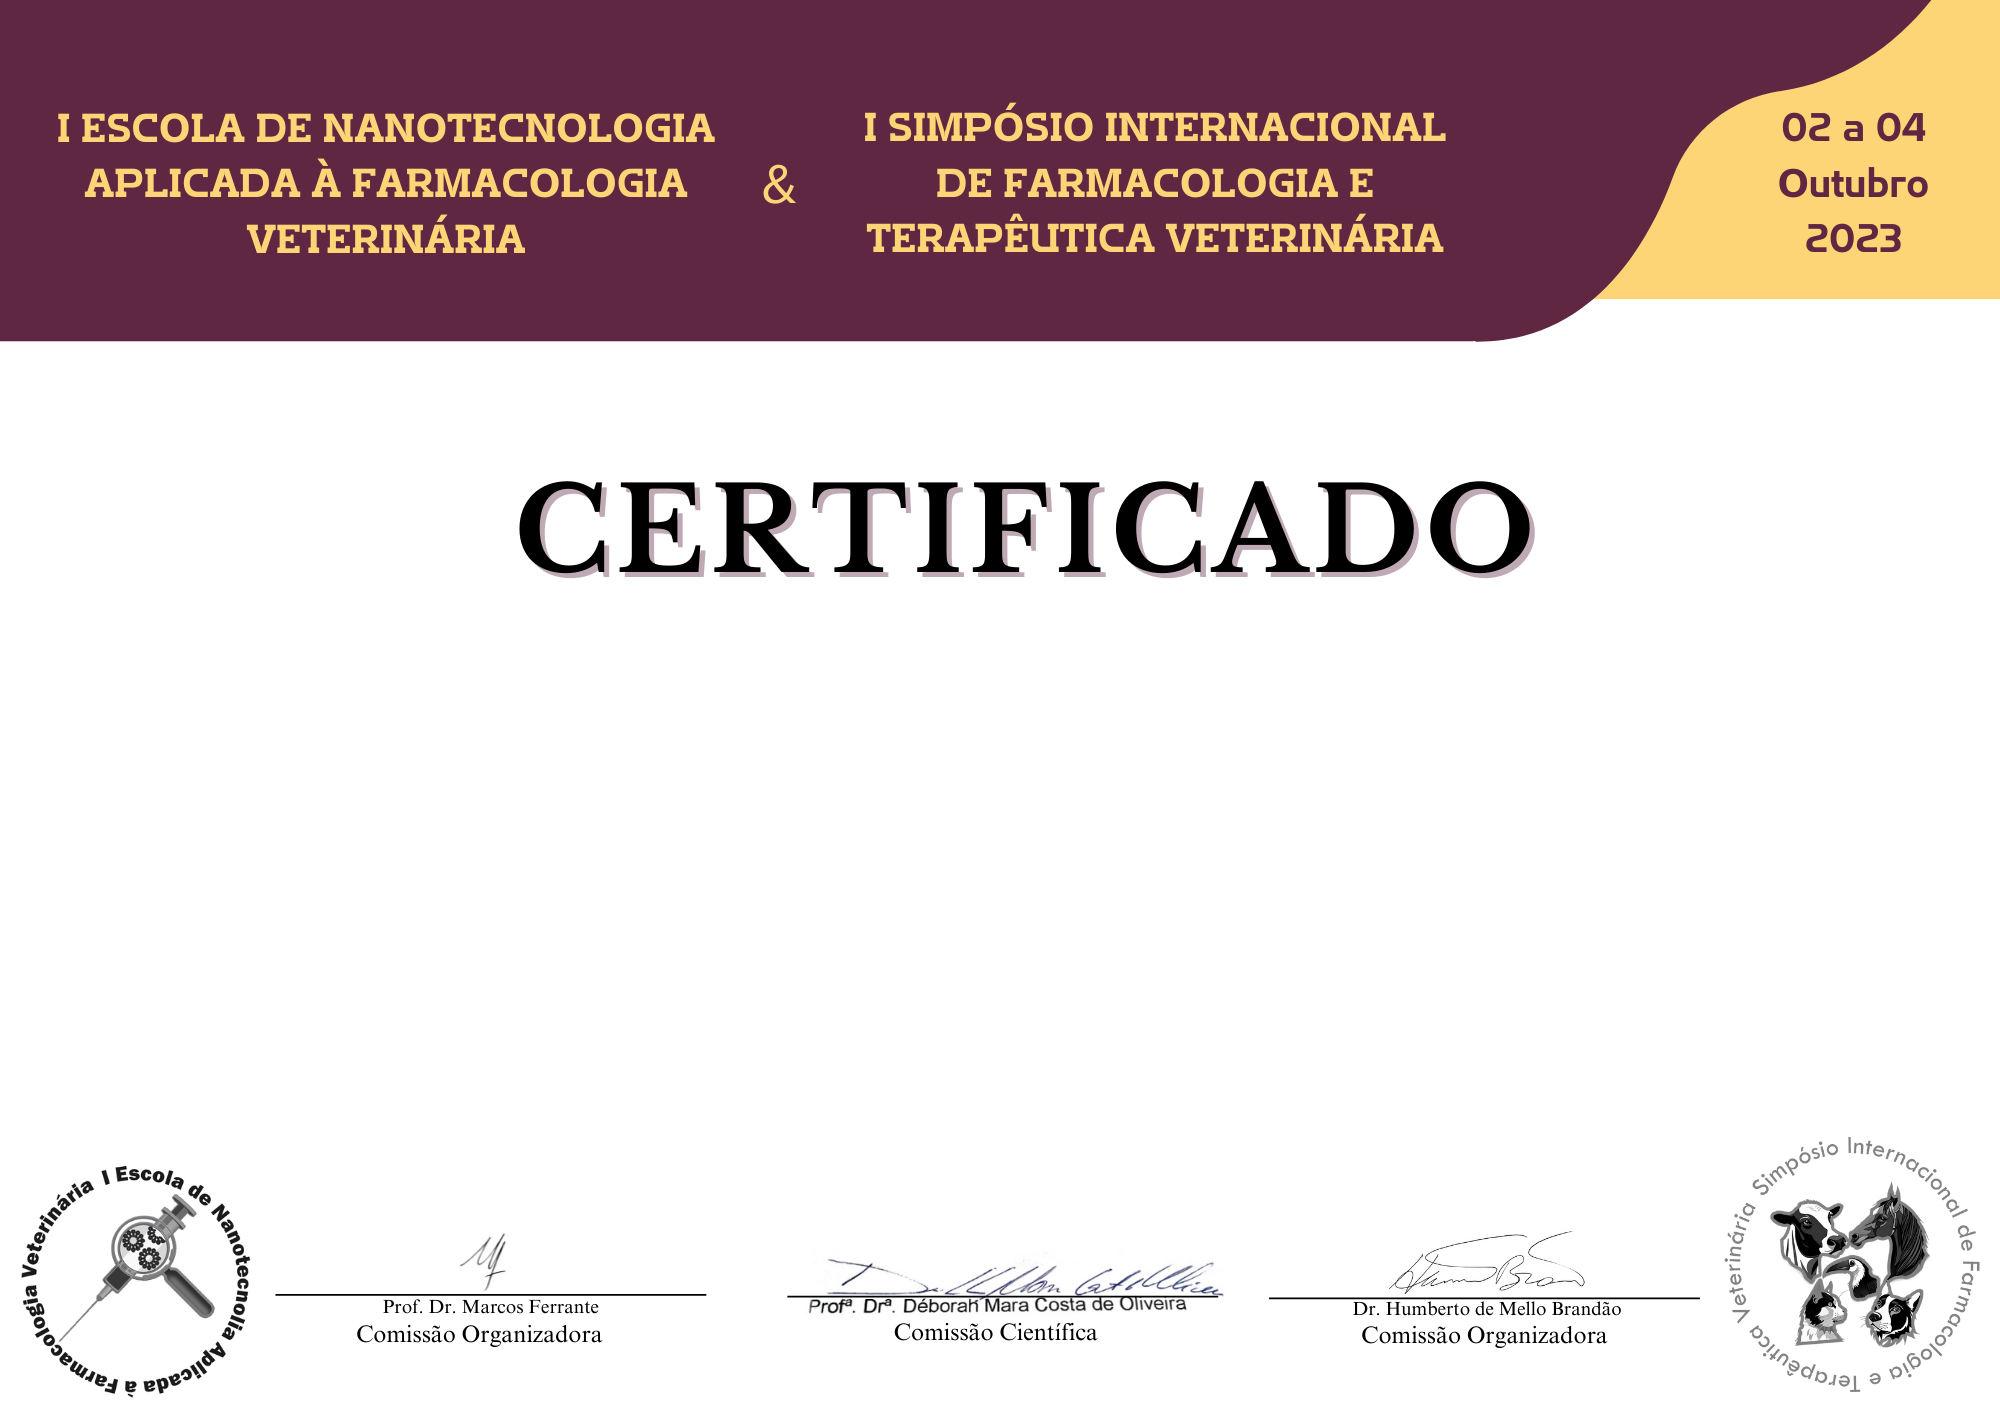 I ESCOLA DE NANOTECNOLOGIA
APLICADA À FARMACOLOGIA
VETERINÁRIA
&
I SIMPÓSIO INTERNACIONAL
DE FARMACOLOGIA E
TERAPÊUTICA VETERINÁRIA
02 a 04
Outubro
2023
CERTIFICADO
I Escola de Nanotecnolia Aplicada à Farmacologia Veterinária
Prof. Dr. Marcos Ferrante
Comissão Organizadora
Profª. Drª. Déborah Mara Costa de Oliveira
Comissão Científica
Dr. Humberto de Mello Brandão
Comissão Organizadora
Simpósio Internacional de Farmacologia e Terapêutica Veterinária